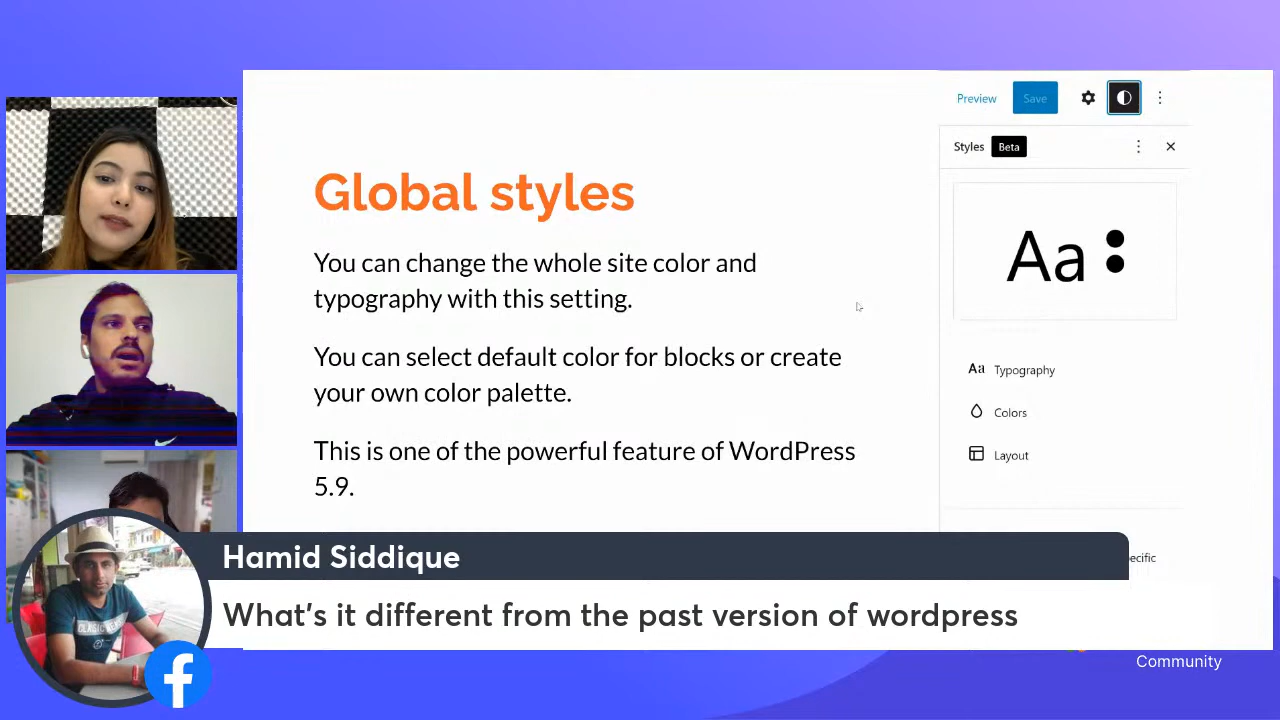 Preview Save
Styles Beta
Global styles
Aa
You can change the whole site color and
typography with this setting.
You can select default color for blocks or create
your own color palette.
Aa Typography
Colors
This is one of the powerful feature of WordPress
5.9.
Layout
ecific
Hamid Siddique
What's it different from the past version of wordpress
Community